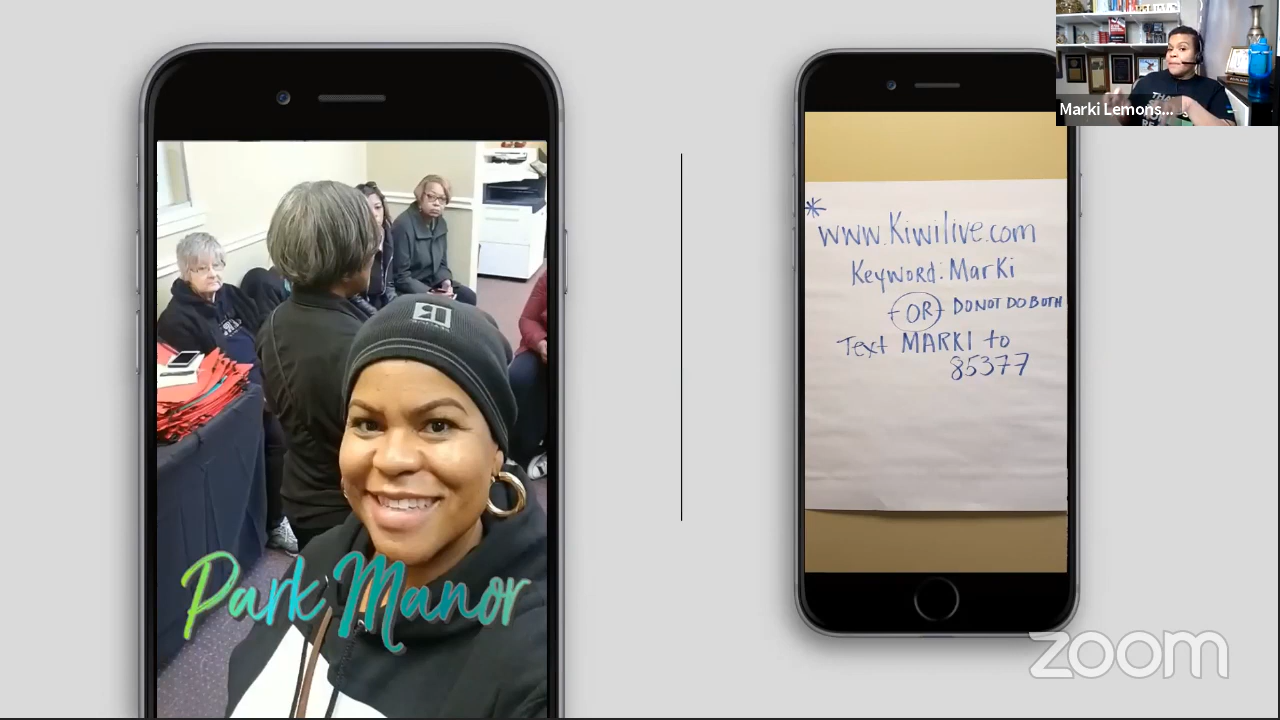 Park Manor
*
www.Kiwilive.com
Keyword: Marki
OR DO NOT DO BOTH
Text MARKI to
85377
Marki Lemons...
zoom